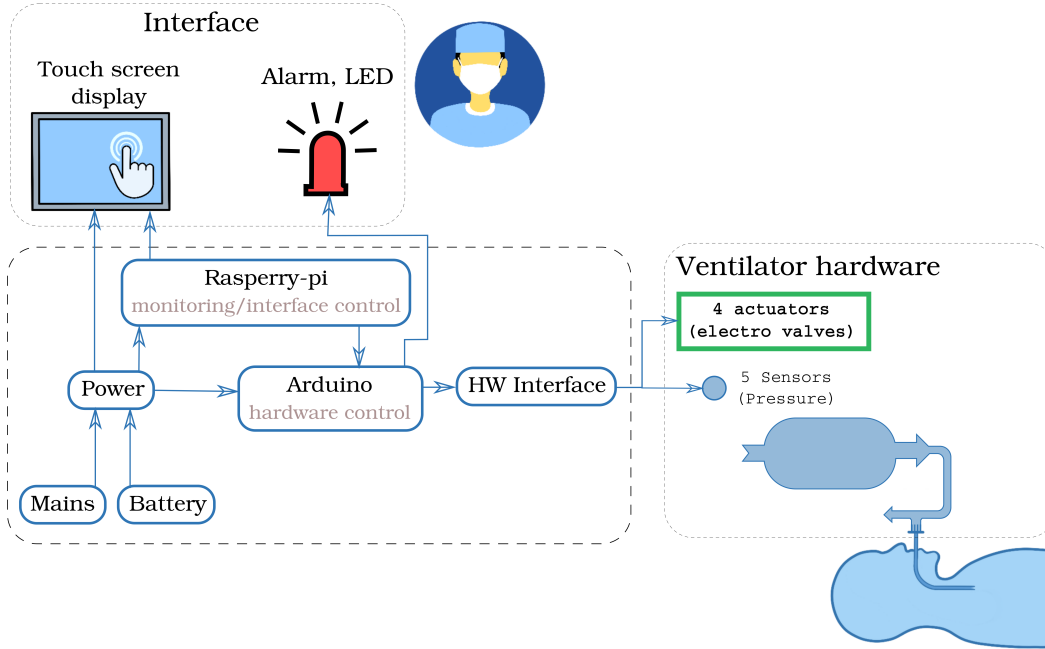 Interface
Touch screen
display
Alarm, LED
Rasperry-pi
monitoring/interface control
Power
Arduino
hardware control
HW Interface
Mains
Battery
Ventilator hardware
4 actuators
(electro valves)
5 Sensors
(Pressure)